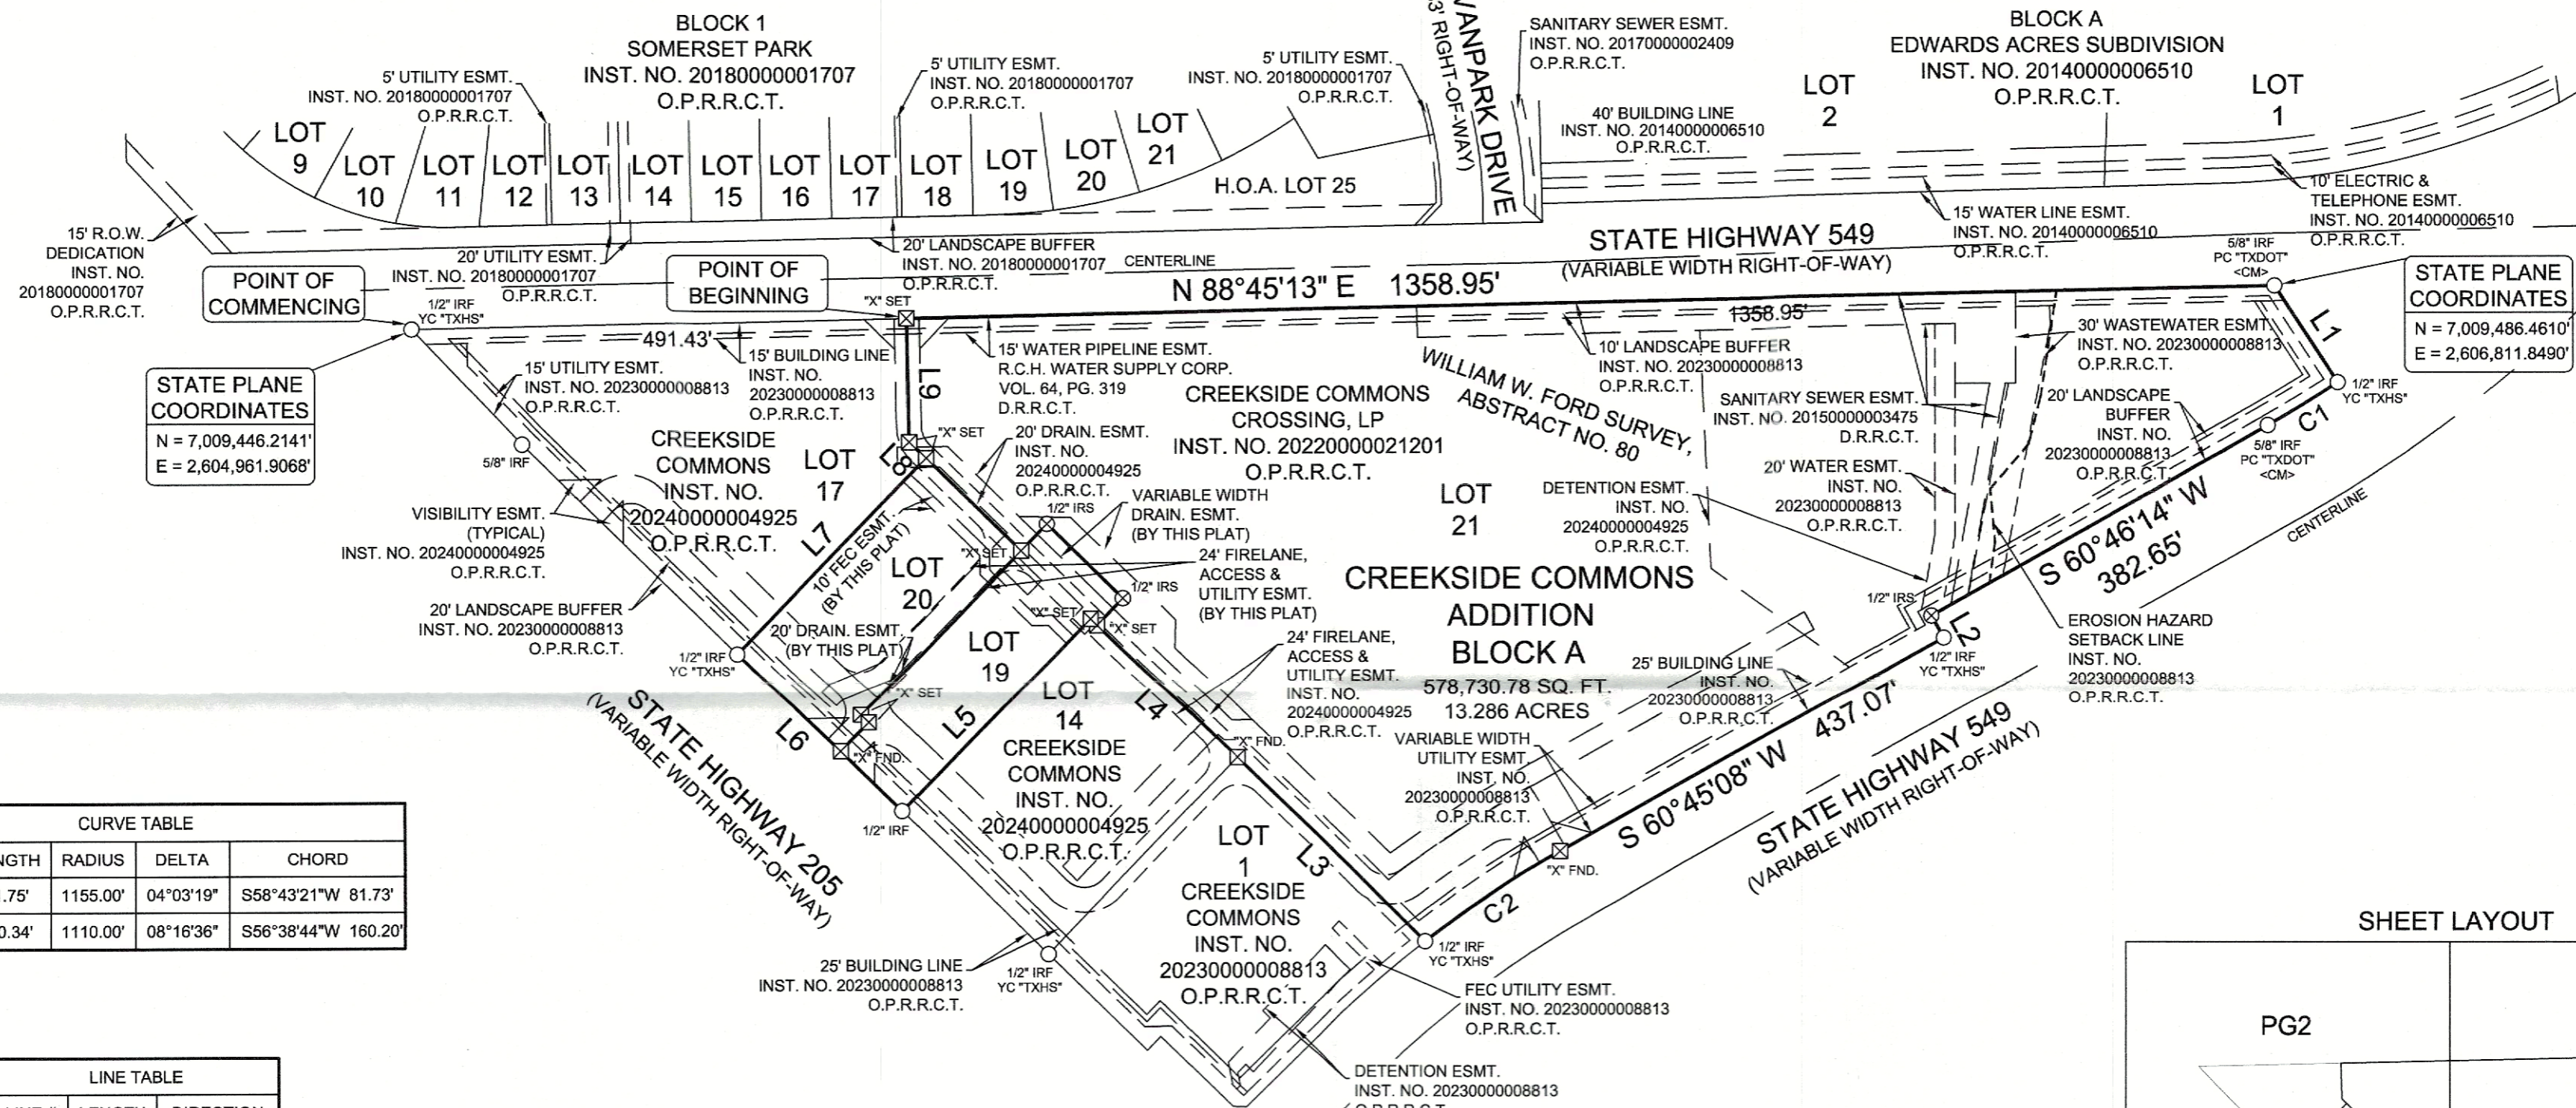 BLOCK 1
SOMERSET PARK
INST. NO. 20180000001707
O.P.R.R.C.T.
5' UTILITY ESMT.
INST. NO. 20180000001707
O.P.R.R.C.T.
5' UTILITY ESMT.
INST. NO. 20180000001707
O.P.R.R.C.T.
5' UTILITY ESMT.
INST. NO. 20180000001707
O.P.R.R.C.T.
VANPARK DRIVE
3' RIGHT-OF-WAY)
SANITARY SEWER ESMT.
INST. NO. 20170000002409
O.P.R.R.C.T.
BLOCK A
EDWARDS ACRES SUBDIVISION
INST. NO. 20140000006510
O.P.R.R.C.T.
LOT
2
LOT
1
40' BUILDING LINE
INST. NO. 20140000006510
O.P.R.R.C.T.
LOT
9
LOT
10
LOT
11
LOT
12
LOT
13
LOT
14
LOT
15
LOT
16
LOT
17
LOT
18
LOT
19
LOT
20
LOT
21
H.O.A. LOT 25
10' ELECTRIC &
TELEPHONE ESMT.
INST. NO. 20140000006510
O.P.R.R.C.T.
15' WATER LINE ESMT.
INST. NO. 20140000006510
O.P.R.R.C.T.
15' R.O.W.
DEDICATION
INST. NO.
20180000001707
O.P.R.R.C.T.
20' UTILITY ESMT.
INST. NO. 20180000001707
O.P.R.R.C.T.
20' LANDSCAPE BUFFER
INST. NO. 20180000001707
O.P.R.R.C.T.
CENTERLINE
STATE HIGHWAY 549
(VARIABLE WIDTH RIGHT-OF-WAY)
POINT OF
COMMENCING
POINT OF
BEGINNING
N 88°45'13" E 1358.95'
5/8" IRF
PC "TXDOT"
<CM>
STATE PLANE
COORDINATES
N = 7,009,486.4610'
E = 2,606,811.8490'
1/2" IRF
YC "TXHS"
"X" SET
491.43'
1358.95'
L1
STATE PLANE
COORDINATES
N = 7,009,446.2141'
E = 2,604,961.9068'
15' UTILITY ESMT.
INST. NO. 20230000008813
O.P.R.R.C.T.
15' BUILDING LINE
INST. NO.
20230000008813
O.P.R.R.C.T.
L9
15' WATER PIPELINE ESMT.
R.C.H. WATER SUPPLY CORP.
VOL. 64, PG. 319
D.R.R.C.T.
CREEKSIDE COMMONS
CROSSING, LP
INST. NO. 20220000021201
O.P.R.R.C.T.
WILLIAM W. FORD SURVEY,
ABSTRACT NO. 80
10' LANDSCAPE BUFFER
INST. NO. 20230000008813
O.P.R.R.C.T.
SANITARY SEWER ESMT.
INST. NO. 20150000003475
D.R.R.C.T.
30' WASTEWATER ESMT.
INST. NO. 20230000008813
O.P.R.R.C.T.
20' LANDSCAPE
BUFFER
INST. NO.
20230000008813
O.P.R.R.C.T.
1/2" IRF
YC "TXHS"
C1
5/8" IRF
PC "TXDOT"
<CM>
5/8" IRF
CREEKSIDE
COMMONS
INST. NO.
20240000004925
O.P.R.R.C.T.
LOT
17
"X" SET
L8
20' DRAIN. ESMT.
INST. NO.
20240000004925
O.P.R.R.C.T.
VARIABLE WIDTH
DRAIN. ESMT.
(BY THIS PLAT)
1/2" IRS
LOT
21
DETENTION ESMT.
INST. NO.
20240000004925
O.P.R.R.C.T.
20' WATER ESMT.
INST. NO.
20230000008813
O.P.R.R.C.T.
S 60°46'14" W
382.65'
CENTERLINE
VISIBILITY ESMT.
(TYPICAL)
INST. NO. 20240000004925
O.P.R.R.C.T.
L7
10' FEC ESMT.
(BY THIS PLAT)
LOT
20
"X" SET
24' FIRELANE,
ACCESS &
UTILITY ESMT.
(BY THIS PLAT)
1/2" IRS
CREEKSIDE COMMONS
ADDITION
BLOCK A
578,730.78 SQ. FT.
13.286 ACRES
1/2" IRS
L2
1/2" IRF
YC "TXHS"
EROSION HAZARD
SETBACK LINE
INST. NO.
20230000008813
O.P.R.R.C.T.
20' LANDSCAPE BUFFER
INST. NO. 20230000008813
O.P.R.R.C.T.
20' DRAIN. ESMT.
(BY THIS PLAT)
LOT
19
"X" SET
"X" SET
24' FIRELANE,
ACCESS &
UTILITY ESMT.
INST. NO.
20240000004925
O.P.R.R.C.T.
25' BUILDING LINE
INST. NO.
20230000008813
O.P.R.R.C.T.
1/2" IRF
YC "TXHS"
"X" SET
L6
"X" FND.
L5
LOT
14
CREEKSIDE
COMMONS
INST. NO.
20240000004925
O.P.R.R.C.T.
L4
"X" FND.
VARIABLE WIDTH
UTILITY ESMT.
INST. NO.
20230000008813
O.P.R.R.C.T.
S 60°45'08" W 437.07'
STATE HIGHWAY 549
(VARIABLE WIDTH RIGHT-OF-WAY)
STATE HIGHWAY 205
(VARIABLE WIDTH RIGHT-OF-WAY)
1/2" IRF
LOT
1
CREEKSIDE
COMMONS
INST. NO.
20230000008813
O.P.R.R.C.T.
L3
"X" FND.
C2
1/2" IRF
YC "TXHS"
CURVE TABLE
NGTH RADIUS DELTA CHORD
.75' 1155.00' 04°03'19" S58°43'21"W 81.73'
0.34' 1110.00' 08°16'36" S56°38'44"W 160.20'
25' BUILDING LINE
INST. NO. 20230000008813
O.P.R.R.C.T.
1/2" IRF
YC "TXHS"
FEC UTILITY ESMT.
INST. NO. 20230000008813
O.P.R.R.C.T.
DETENTION ESMT.
INST. NO. 20230000008813
SHEET LAYOUT
PG2
LINE TABLE